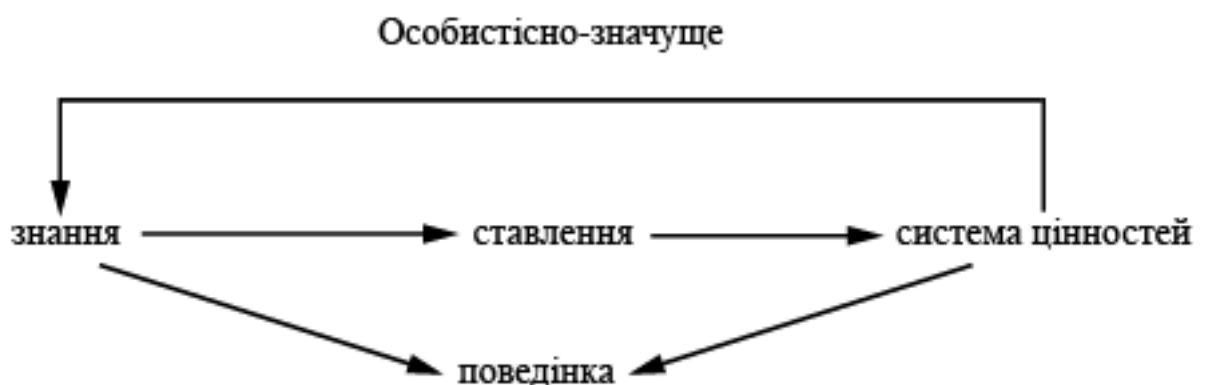 Особистісно-значуще
знання ставлення система цінностей
поведінка